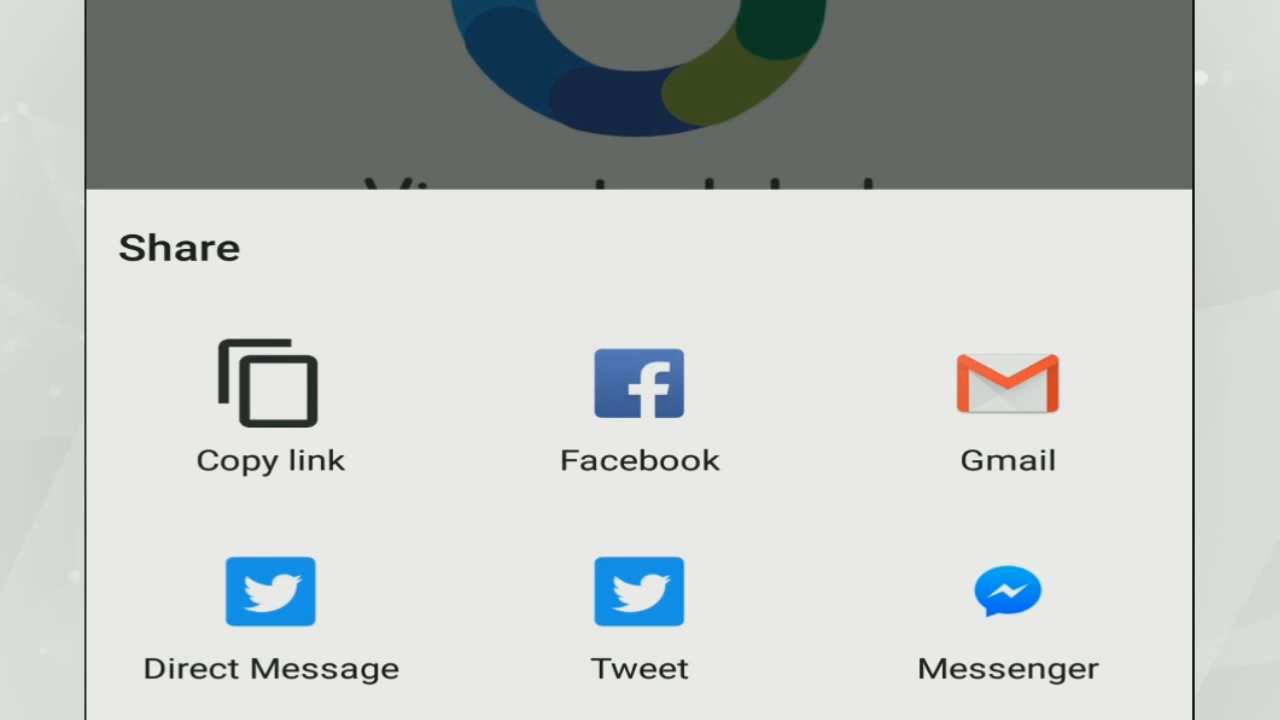 Share
Copy link
Facebook
Gmail
Direct Message
Tweet
Messenger